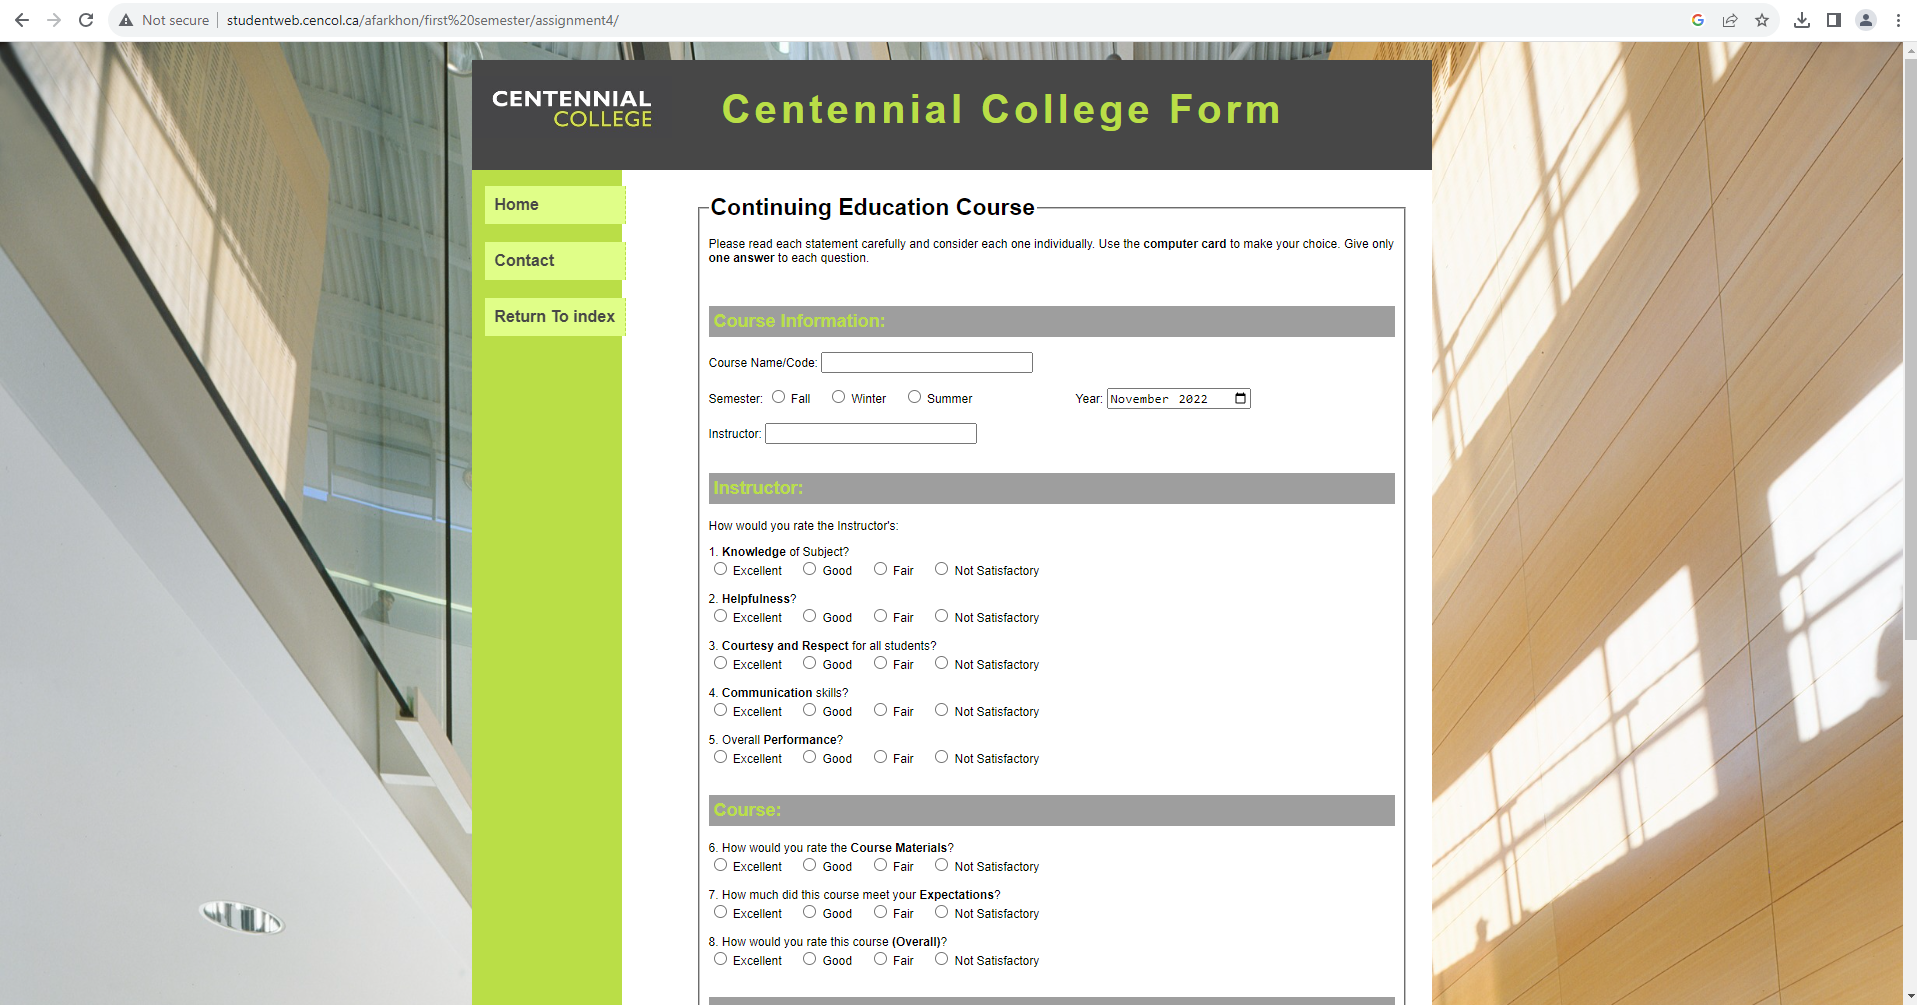 Not secure studentweb.cencol.ca/afarkhon/first%20semester/assignment4/
CENTENNIAL
COLLEGE
Centennial College Form
Home
Contact
Return To index
Continuing Education Course
Please read each statement carefully and consider each one individually. Use the computer card to make your choice. Give only
one answer to each question.
Course Information:
Course Name/Code:
Semester: Fall Winter Summer Year: November 2022
Instructor:
Instructor:
How would you rate the Instructor's:
1. Knowledge of Subject?
Excellent Good Fair Not Satisfactory
2. Helpfulness?
Excellent Good Fair Not Satisfactory
3. Courtesy and Respect for all students?
Excellent Good Fair Not Satisfactory
4. Communication skills?
Excellent Good Fair Not Satisfactory
5. Overall Performance?
Excellent Good Fair Not Satisfactory
Course:
6. How would you rate the Course Materials?
Excellent Good Fair Not Satisfactory
7. How much did this course meet your Expectations?
Excellent Good Fair Not Satisfactory
8. How would you rate this course (Overall)?
Excellent Good Fair Not Satisfactory